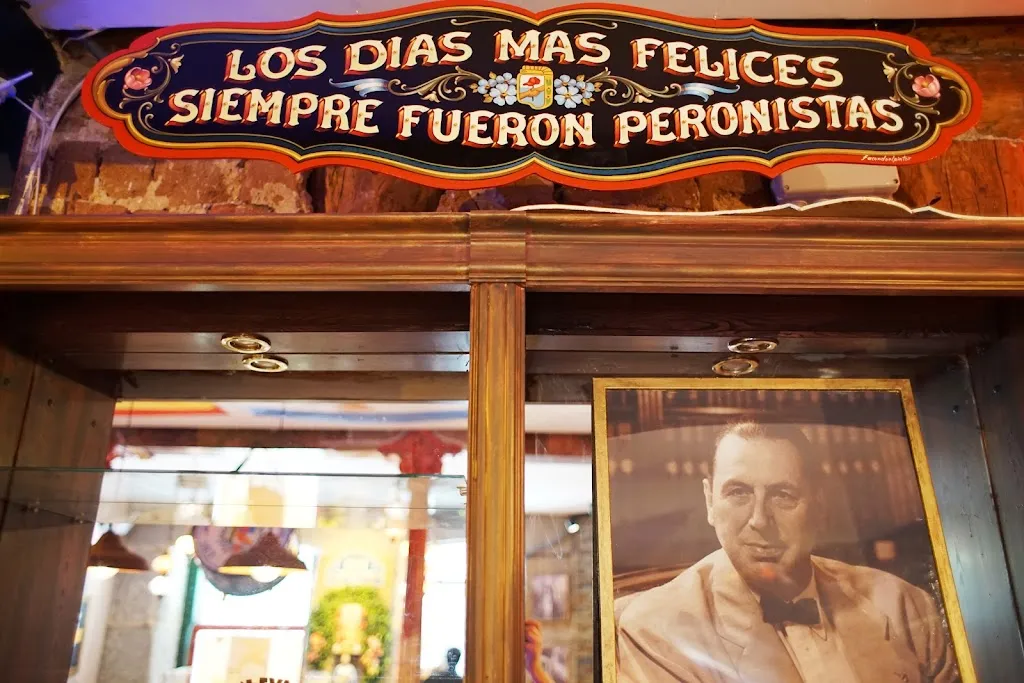 LOS DIAS MAS FELICES
SIEMPRE FUERON PERONISTAS